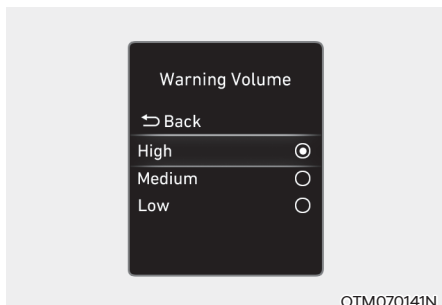 Warning Volume
Back
High
Medium
Low
OTM070141N